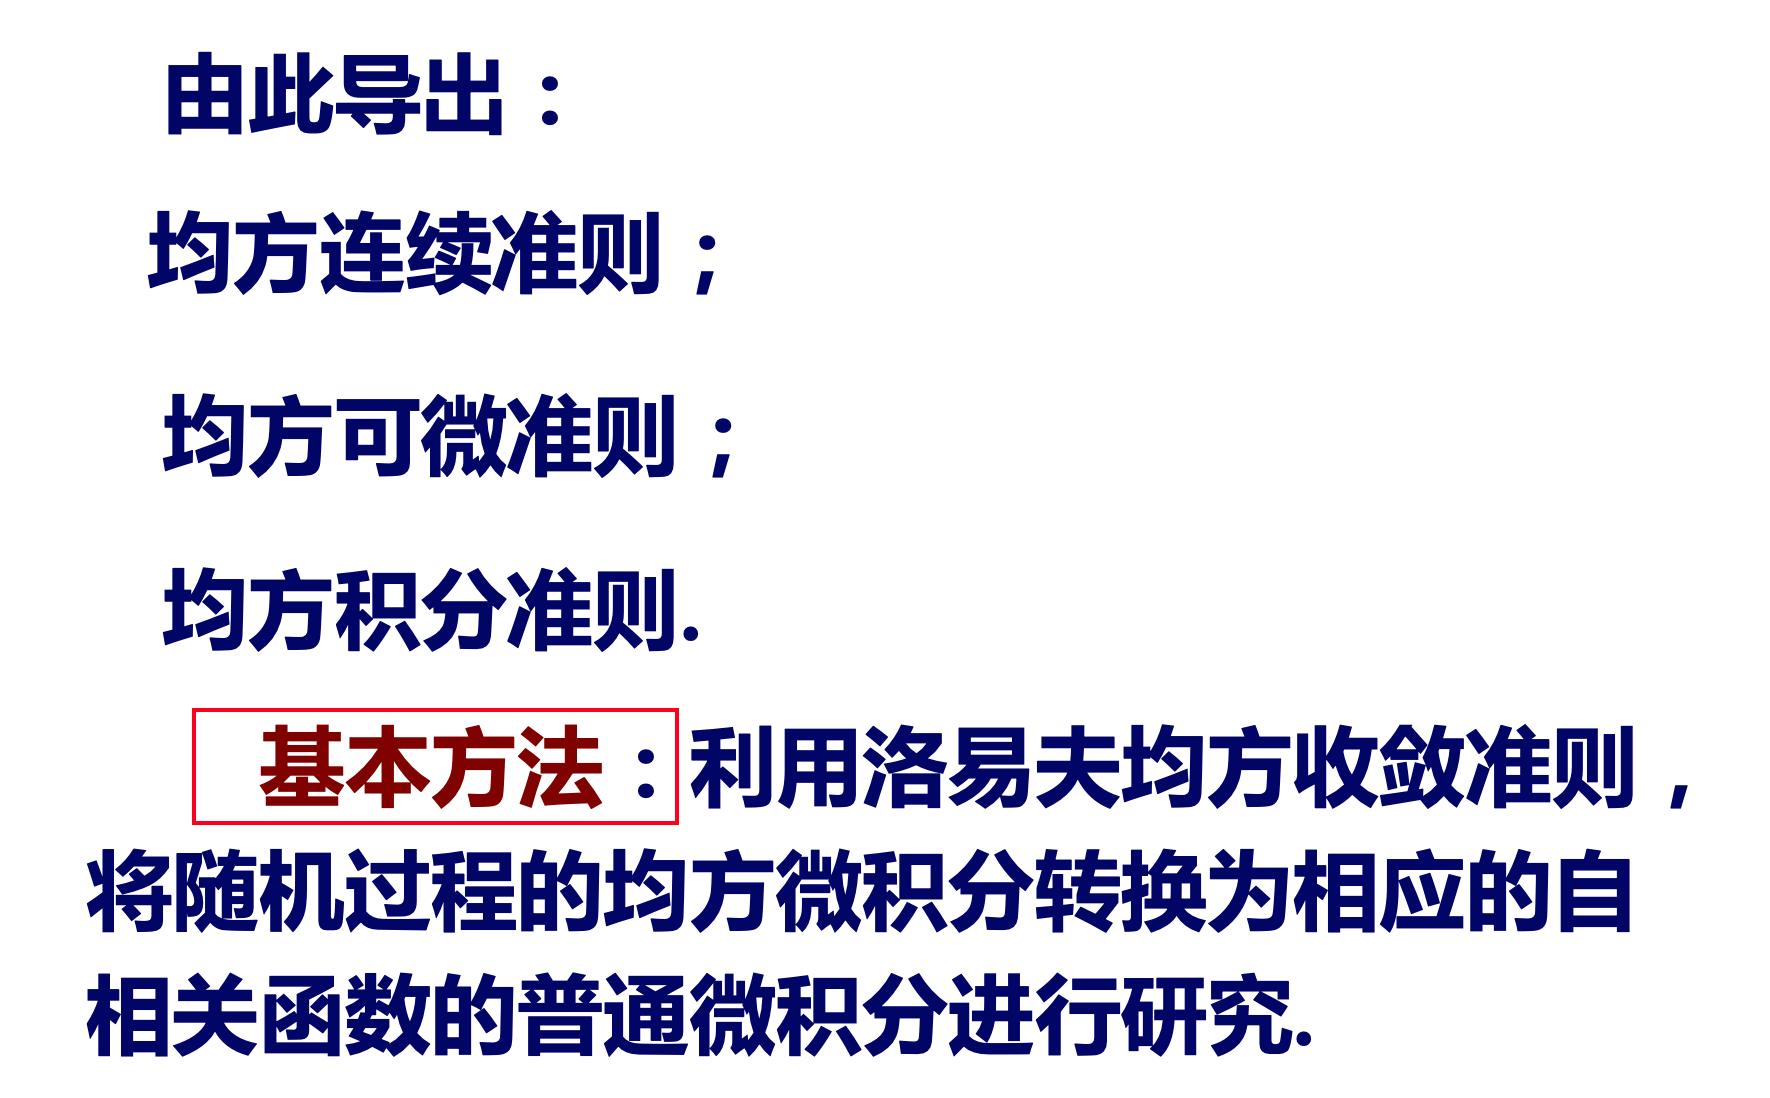 由此导出：
均方连续准则；
均方可微准则；
均方积分准则.
基本方法：利用洛易夫均方收敛准则，
将随机过程的均方微积分转换为相应的自
相关函数的普通微积分进行研究.